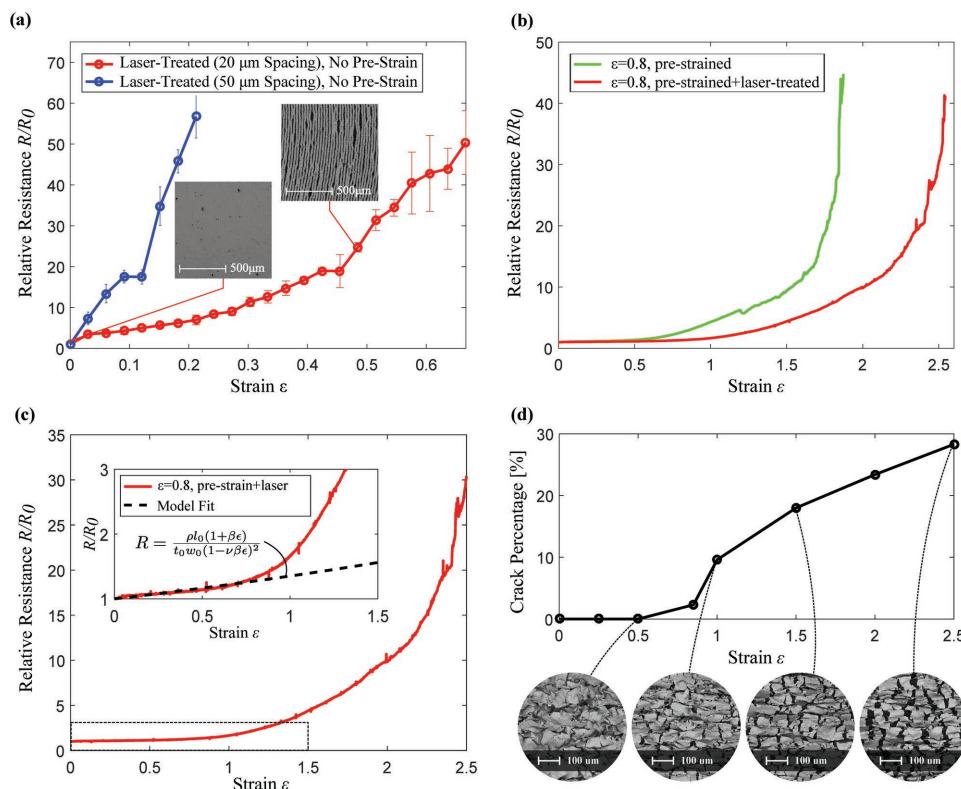 (a)
Relative Resistance R/R0
70
60
50
40
30
20
10
0
Laser-Treated (20 μm Spacing), No Pre-Strain
Laser-Treated (50 μm Spacing), No Pre-Strain
500μm
500μm
0 0.1 0.2 0.3 0.4 0.5 0.6
Strain ε
(b)
Relative Resistance R/R0
50
40
30
20
10
0
ε=0.8, pre-strained
ε=0.8, pre-strained+laser-treated
0 0.5 1 1.5 2 2.5
Strain ε
(c)
Relative Resistance R/R0
35
30
25
20
15
10
5
0
R/R0
3
2
1
ε=0.8, pre-strain+laser
Model Fit
R = ρl0(1+βϵ) / t0w0(1−νβϵ)²
0 0.5 1 1.5
Strain ε
0 0.5 1 1.5 2 2.5
Strain ε
(d)
Crack Percentage [%]
30
20
10
0
0 0.5 1 1.5 2 2.5
Strain ε
100 um
100 um
100 um
100 um